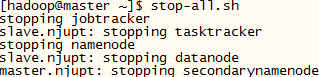 [hadoop@master ~]$ stop-all.sh
stopping jobtracker
slave.njupt: stopping tasktracker
stopping namenode
slave.njupt: stopping datanode
master.njupt: stopping secondarynamenode